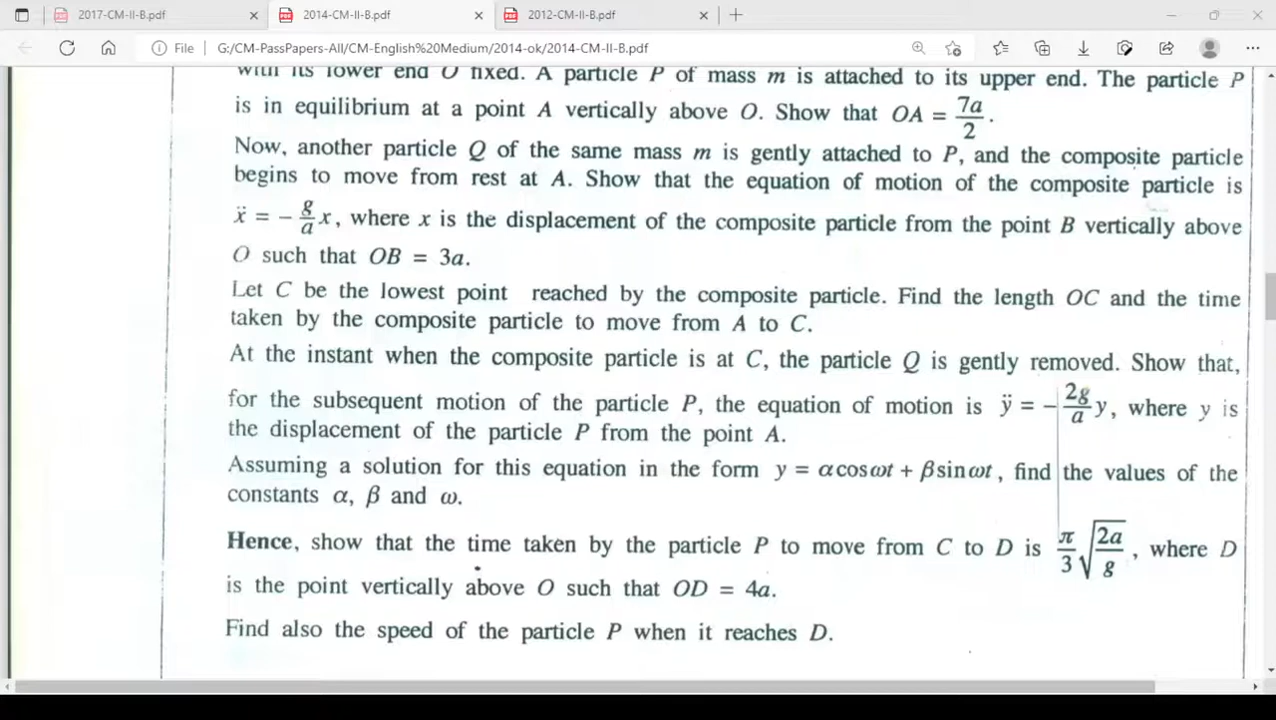 2017-CM-II-B.pdf
2014-CM-II-B.pdf
2012-CM-II-B.pdf
File G:/CM-PassPapers-All/CM-English%20Medium/2014-ok/2014-CM-II-B.pdf
with its lower end O fixed. A particle P of mass m is attached to its upper end. The particle P
is in equilibrium at a point A vertically above O. Show that OA = 7a/2.
Now, another particle Q of the same mass m is gently attached to P, and the composite particle
begins to move from rest at A. Show that the equation of motion of the composite particle is
ẍ = − g/a x, where x is the displacement of the composite particle from the point B vertically above
O such that OB = 3a.
Let C be the lowest point reached by the composite particle. Find the length OC and the time
taken by the composite particle to move from A to C.
At the instant when the composite particle is at C, the particle Q is gently removed. Show that,
for the subsequent motion of the particle P, the equation of motion is ÿ = − 2g/a y, where y is
the displacement of the particle P from the point A.
Assuming a solution for this equation in the form y = αcosωt + βsinωt, find the values of the
constants α, β and ω.
Hence, show that the time taken by the particle P to move from C to D is π/3 √(2a/g), where D
is the point vertically above O such that OD = 4a.
Find also the speed of the particle P when it reaches D.